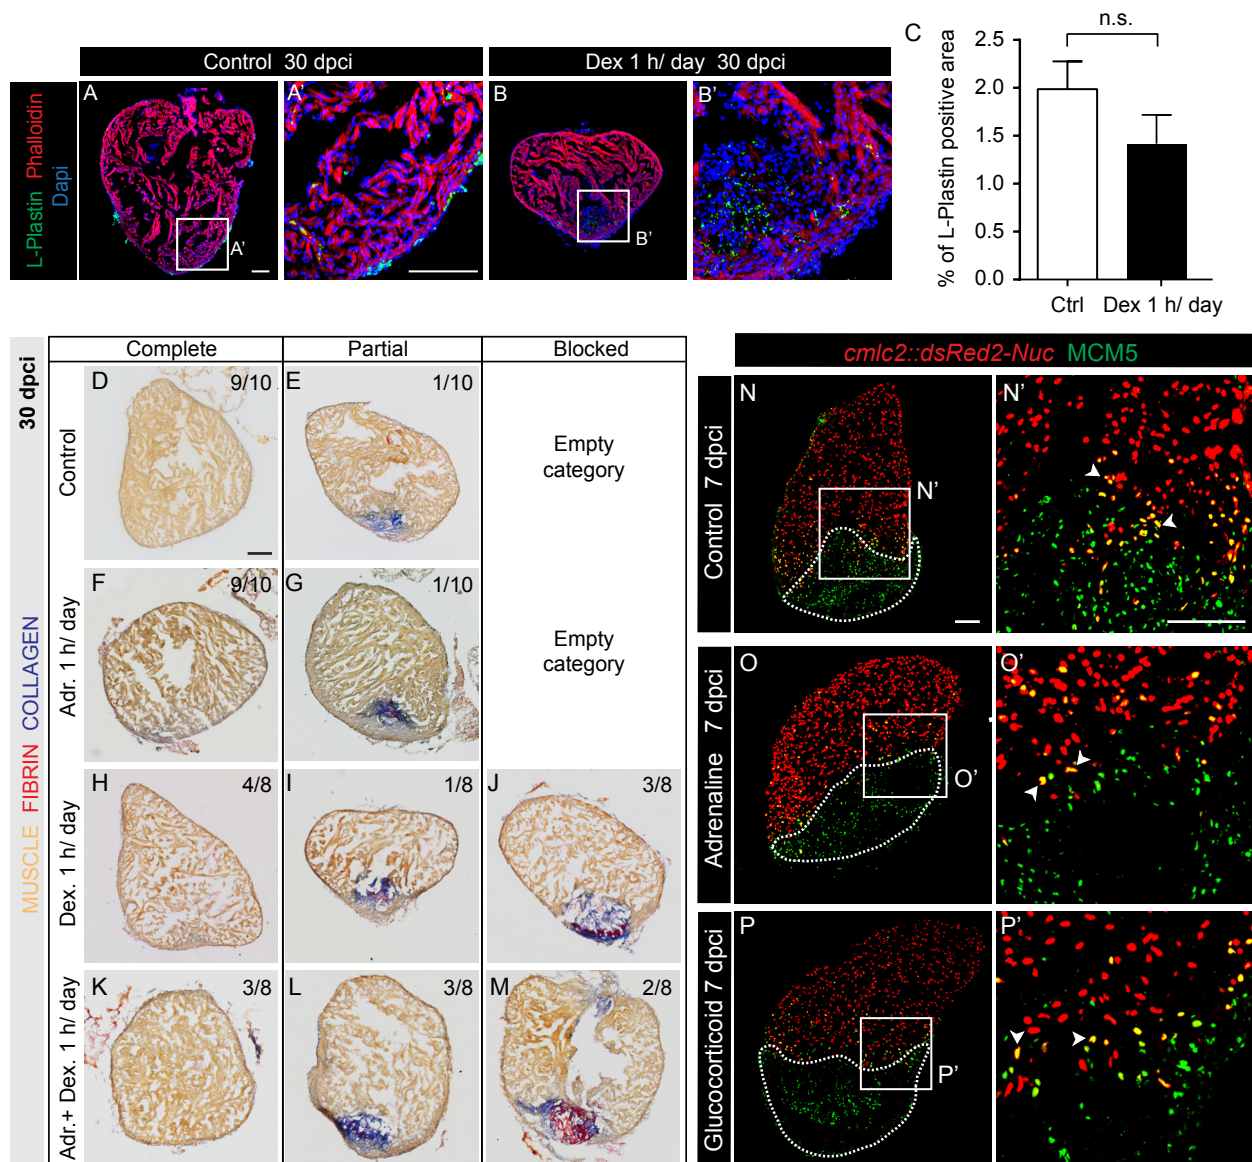 Control 30 dpci
Dex 1 h/ day 30 dpci
L-Plastin Phalloidin
Dapi
A
A'
A'
B
B'
B'
C
n.s.
% of L-Plastin positive area
2.5
2.0
1.5
1.0
0.5
0.0
Ctrl
Dex 1 h/ day
30 dpci
MUSCLE FIBRIN COLLAGEN
Complete
Partial
Blocked
Control
D
9/10
E
1/10
Empty
category
Adr. 1 h/ day
F
9/10
G
1/10
Empty
category
Dex. 1 h/ day
H
4/8
I
1/8
J
3/8
Adr.+ Dex. 1 h/ day
K
3/8
L
3/8
M
2/8
cmlc2::dsRed2-Nuc MCM5
Control 7 dpci
N
N'
N'
Adrenaline 7 dpci
O
O'
O'
Glucocorticoid 7 dpci
P
P'
P'